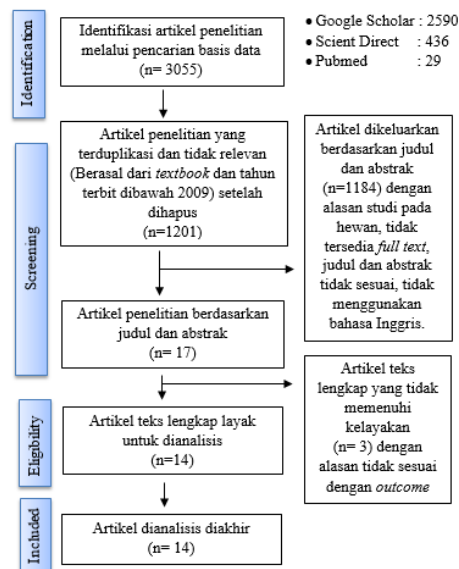 Identification
Identifikasi artikel penelitian
melalui pencarian basis data
(n= 3055)
• Google Scholar : 2590
• Scient Direct : 436
• Pubmed : 29
Screening
Artikel penelitian yang
terduplikasi dan tidak relevan
(Berasal dari textbook dan tahun
terbit dibawah 2009) setelah
dihapus
(n=1201)
Artikel dikeluarkan
berdasarkan judul
dan abstrak
(n=1184) dengan
alasan studi pada
hewan, tidak
tersedia full text,
judul dan abstrak
tidak sesuai, tidak
menggunakan
bahasa Inggris.
Artikel penelitian berdasarkan
judul dan abstrak
(n= 17)
Eligibility
Artikel teks lengkap layak
untuk dianalisis
(n=14)
Artikel teks
lengkap yang tidak
memenuhi
kelayakan
(n= 3) dengan
alasan tidak sesuai
dengan outcome
Included
Artikel dianalisis diakhir
(n= 14)